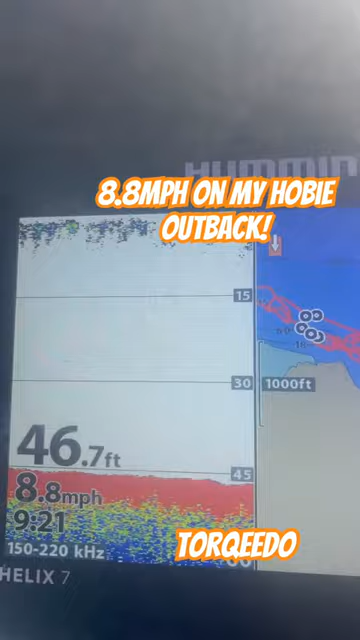 HUMMIN
8.8MPH ON MY HOBIE
OUTBACK!
15
30
1000ft
46.7ft
45
8.8mph
9:21
150-220 kHz
TORQEEDO
HELIX 7